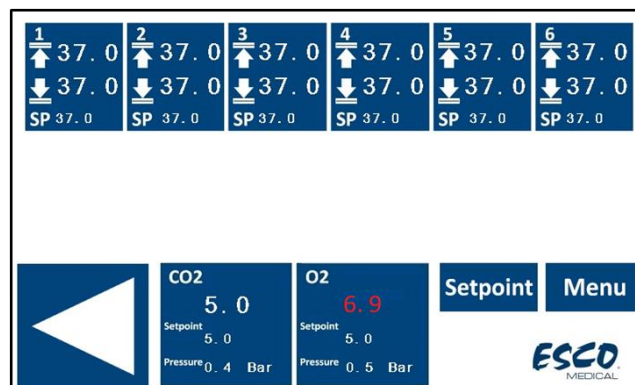 1 2 3 4 5 6
37.0 37.0 37.0 37.0 37.0 37.0
37.0 37.0 37.0 37.0 37.0 37.0
SP 37.0 SP 37.0 SP 37.0 SP 37.0 SP 37.0 SP 37.0
CO2
5.0
Setpoint
5.0
Pressure 0.4 Bar
O2
6.9
Setpoint
5.0
Pressure 0.5 Bar
Setpoint
Menu
ESCO
MEDICAL